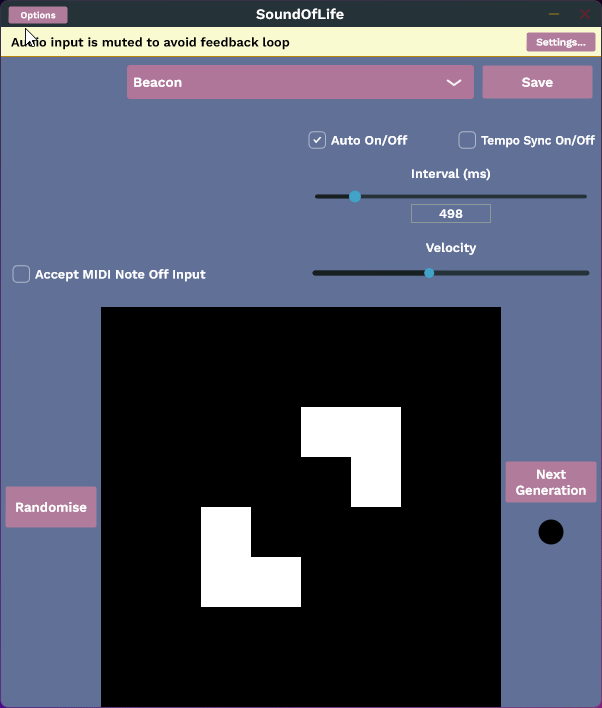 Options
SoundOfLife
Audio input is muted to avoid feedback loop
Settings...
Beacon
Save
Auto On/Off
Tempo Sync On/Off
Interval (ms)
498
Velocity
Accept MIDI Note Off Input
Randomise
Next
Generation